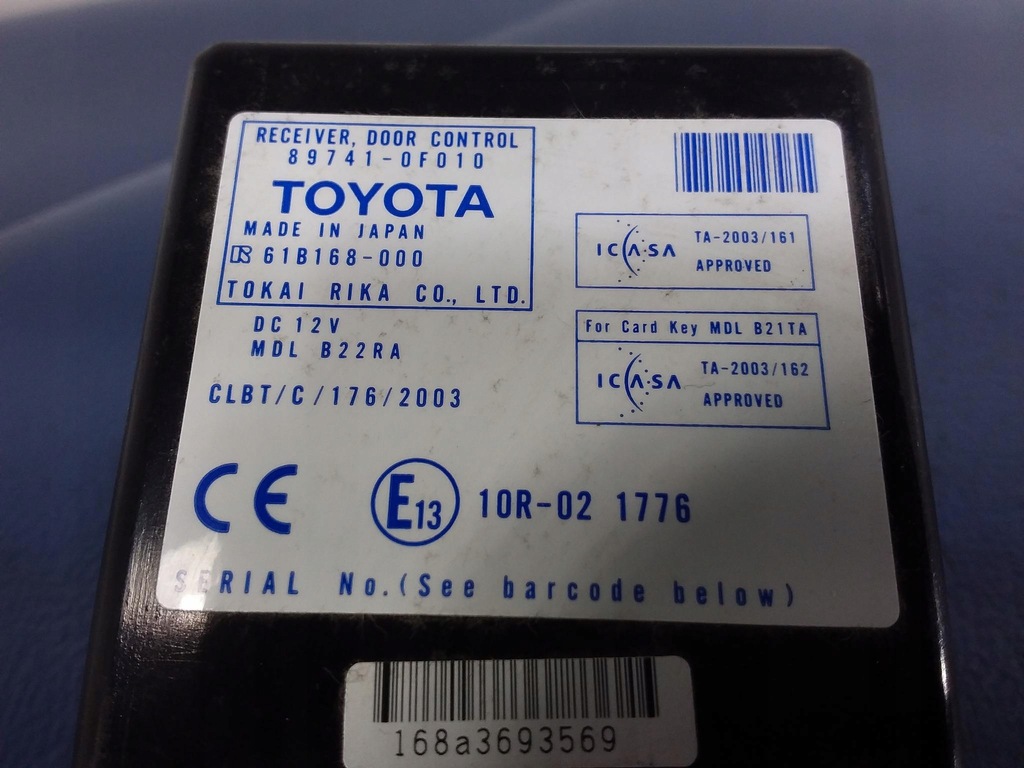 RECEIVER, DOOR CONTROL
89741-0F010
TOYOTA
MADE IN JAPAN
61B168-000
TOKAI RIKA CO., LTD.
DC 12V
MDL B22RA
CLBT/C/176/2003
ICASA TA-2003/161
APPROVED
For Card Key MDL B21TA
ICASA TA-2003/162
APPROVED
CE E13 10R-02 1776
SERIAL No.(See barcode below)
168a3693569